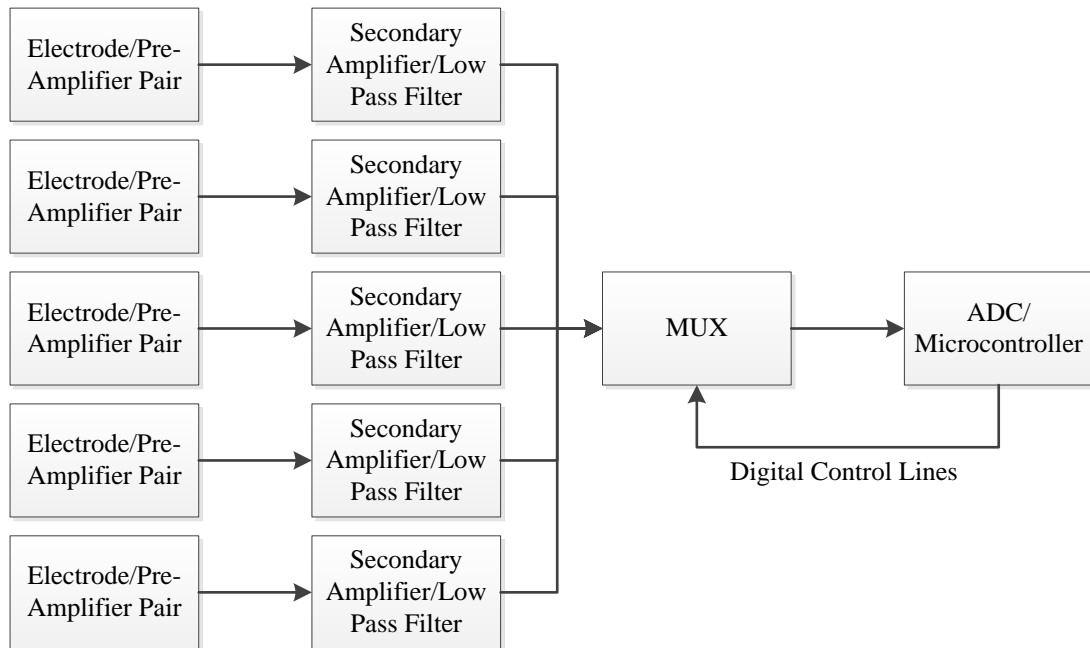 Electrode/Pre-
Amplifier Pair
Secondary
Amplifier/Low
Pass Filter
Electrode/Pre-
Amplifier Pair
Secondary
Amplifier/Low
Pass Filter
Electrode/Pre-
Amplifier Pair
Secondary
Amplifier/Low
Pass Filter
MUX
ADC/
Microcontroller
Electrode/Pre-
Amplifier Pair
Secondary
Amplifier/Low
Pass Filter
Digital Control Lines
Electrode/Pre-
Amplifier Pair
Secondary
Amplifier/Low
Pass Filter